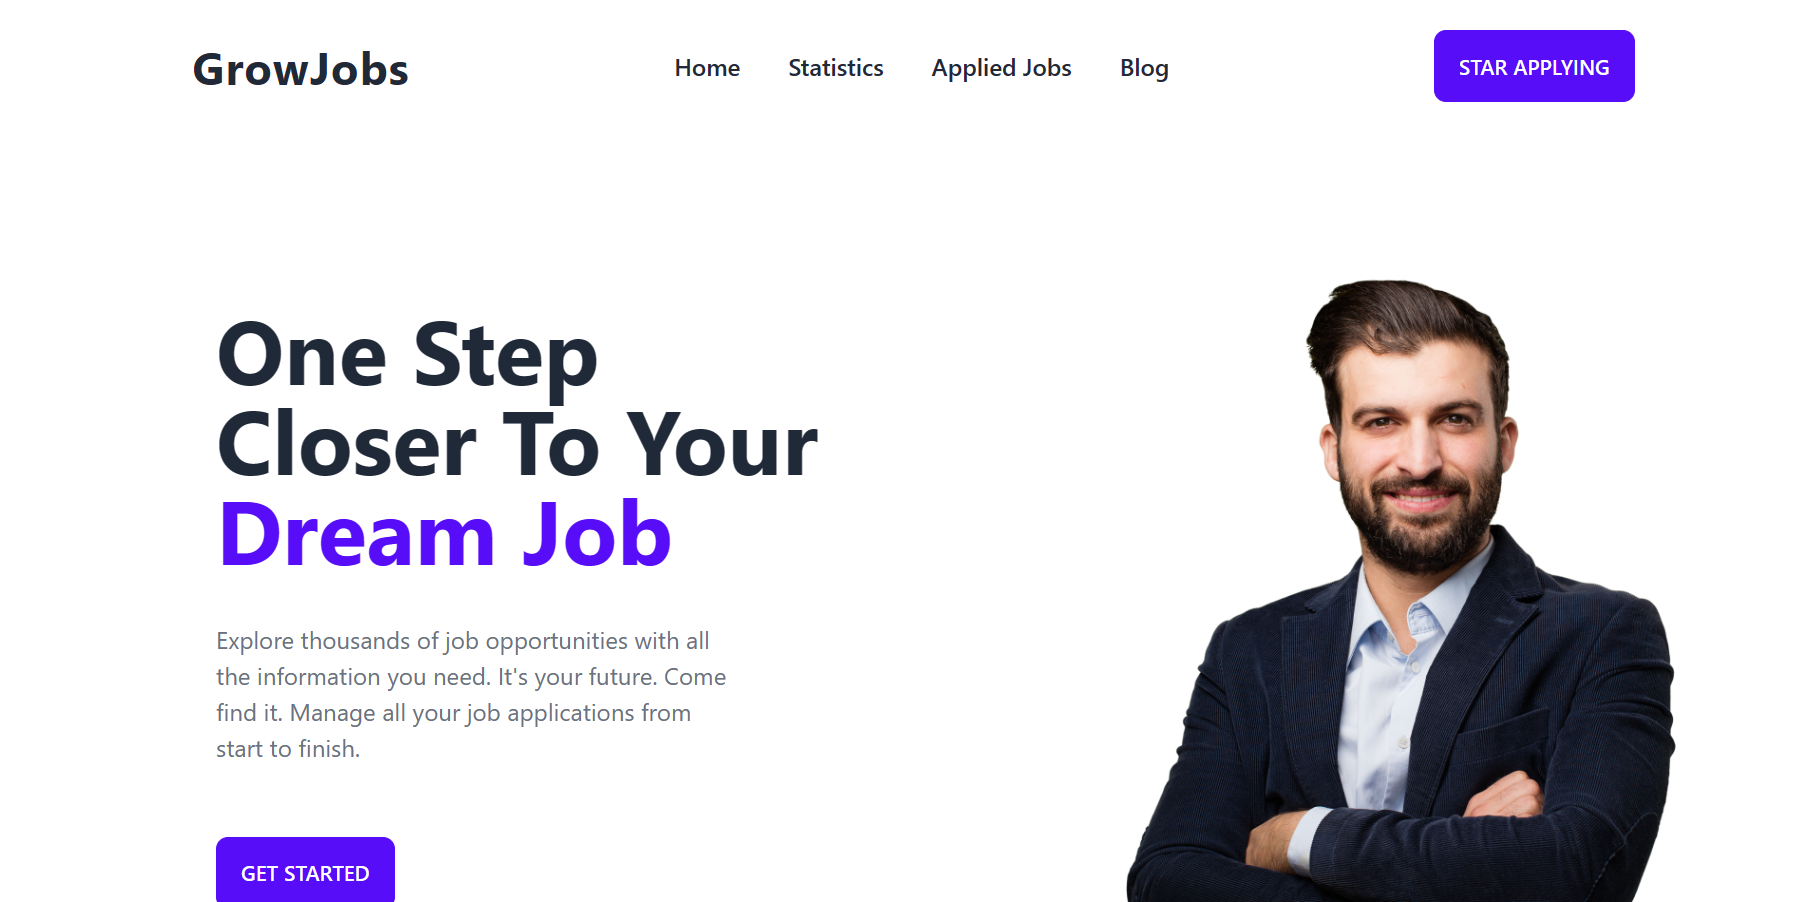 GrowJobs
Home
Statistics
Applied Jobs
Blog
STAR APPLYING
One Step
Closer To Your
Dream Job
Explore thousands of job opportunities with all
the information you need. It's your future. Come
find it. Manage all your job applications from
start to finish.
GET STARTED